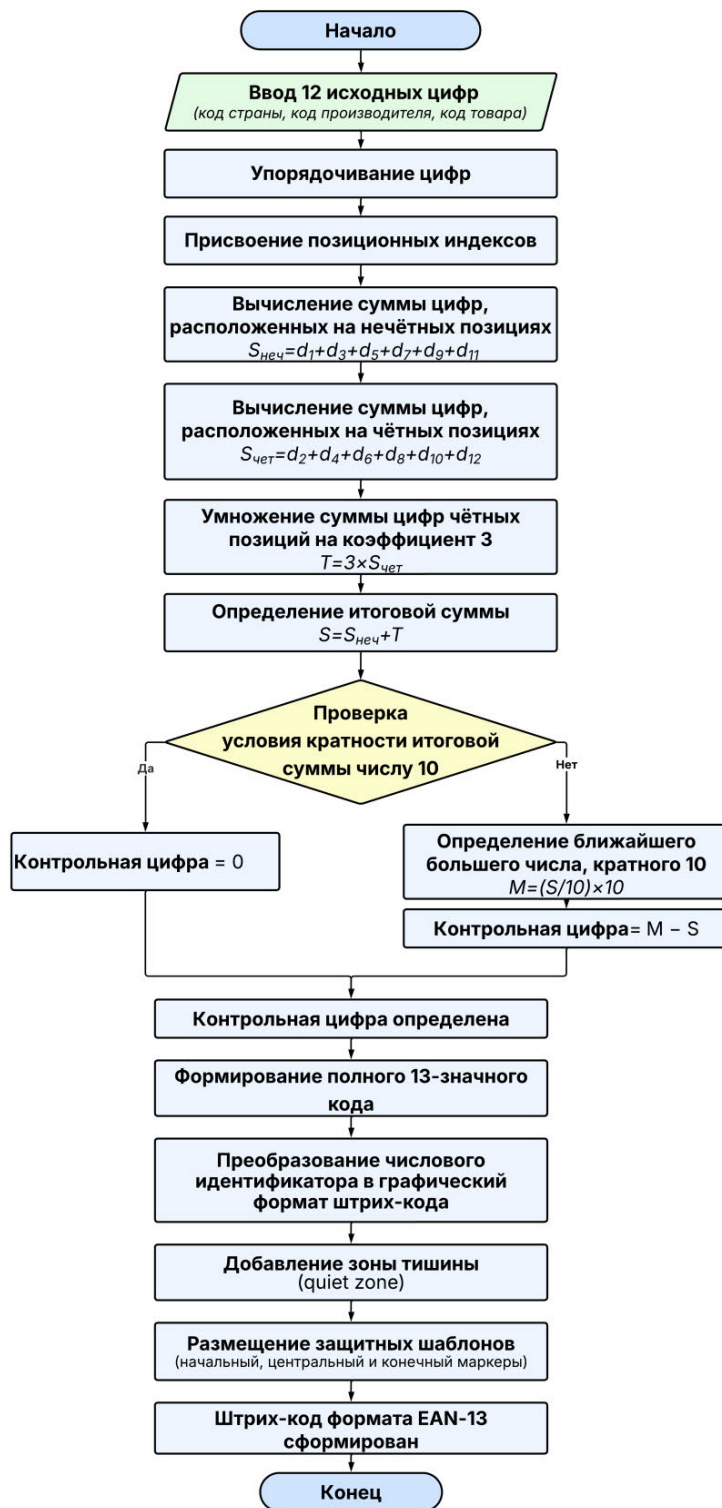 Начало
Ввод 12 исходных цифр
(код страны, код производителя, код товара)
Упорядочивание цифр
Присвоение позиционных индексов
Вычисление суммы цифр,
расположенных на нечётных позициях
Sнеч=d1+d3+d5+d7+d9+d11
Вычисление суммы цифр,
расположенных на чётных позициях
Sчет=d2+d4+d6+d8+d10+d12
Умножение суммы цифр чётных
позиций на коэффициент 3
T=3×Sчет
Определение итоговой суммы
S=Sнеч+T
Проверка
условия кратности итоговой
суммы числу 10
Да
Нет
Контрольная цифра = 0
Определение ближайшего
большего числа, кратного 10
M=(S/10)×10
Контрольная цифра= M − S
Контрольная цифра определена
Формирование полного 13-значного
кода
Преобразование числового
идентификатора в графический
формат штрих-кода
Добавление зоны тишины
(quiet zone)
Размещение защитных шаблонов
(начальный, центральный и конечный маркеры)
Штрих-код формата EAN-13
сформирован
Конец